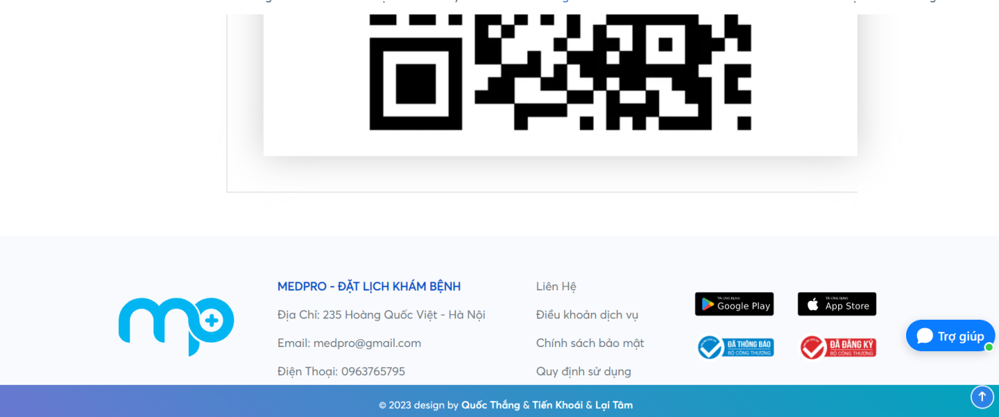 MEDPRO - ĐẶT LỊCH KHÁM BỆNH
Địa Chỉ: 235 Hoàng Quốc Việt - Hà Nội
Email: medpro@gmail.com
Điện Thoại: 0963765795
Liên Hệ
Điều khoản dịch vụ
Chính sách bảo mật
Quy định sử dụng
TẢI ỨNG DỤNG
Google Play
TẢI ỨNG DỤNG
App Store
ĐÃ THÔNG BÁO
BỘ CÔNG THƯƠNG
ĐÃ ĐĂNG KÝ
BỘ CÔNG THƯƠNG
Trợ giúp
© 2023 design by Quốc Thắng & Tiến Khoái & Lại Tâm